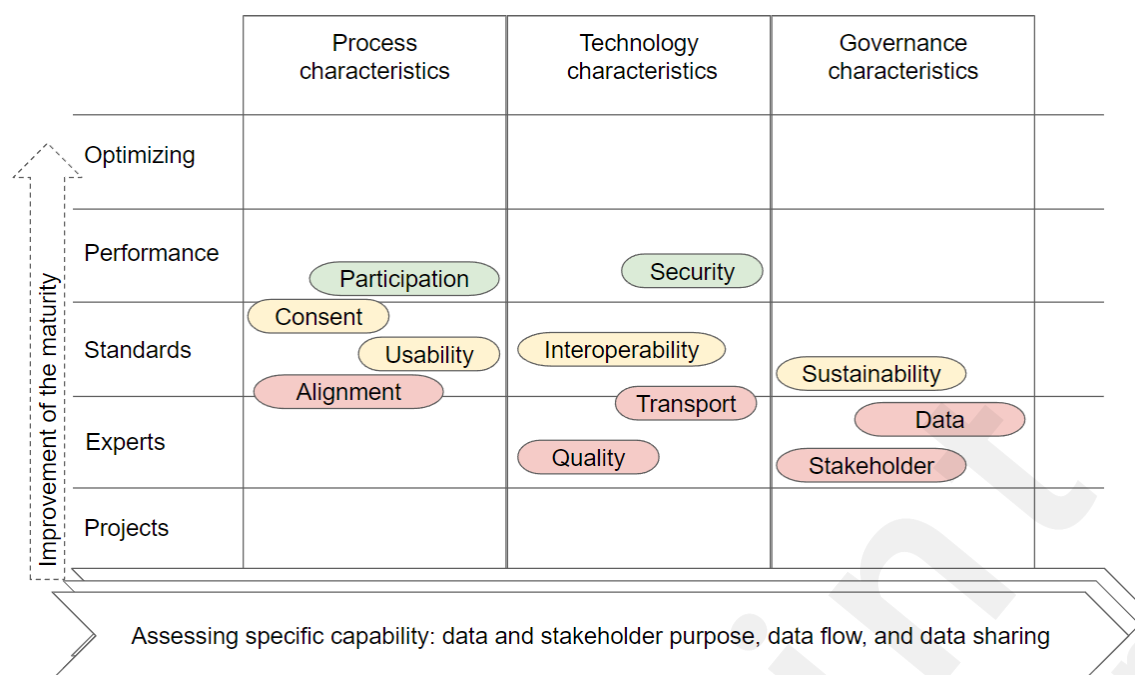 Process
characteristics
Technology
characteristics
Governance
characteristics
Optimizing
Performance
Participation
Security
Consent
Standards
Usability
Interoperability
Sustainability
Alignment
Transport
Data
Experts
Quality
Stakeholder
Projects
Improvement of the maturity
Assessing specific capability: data and stakeholder purpose, data flow, and data sharing